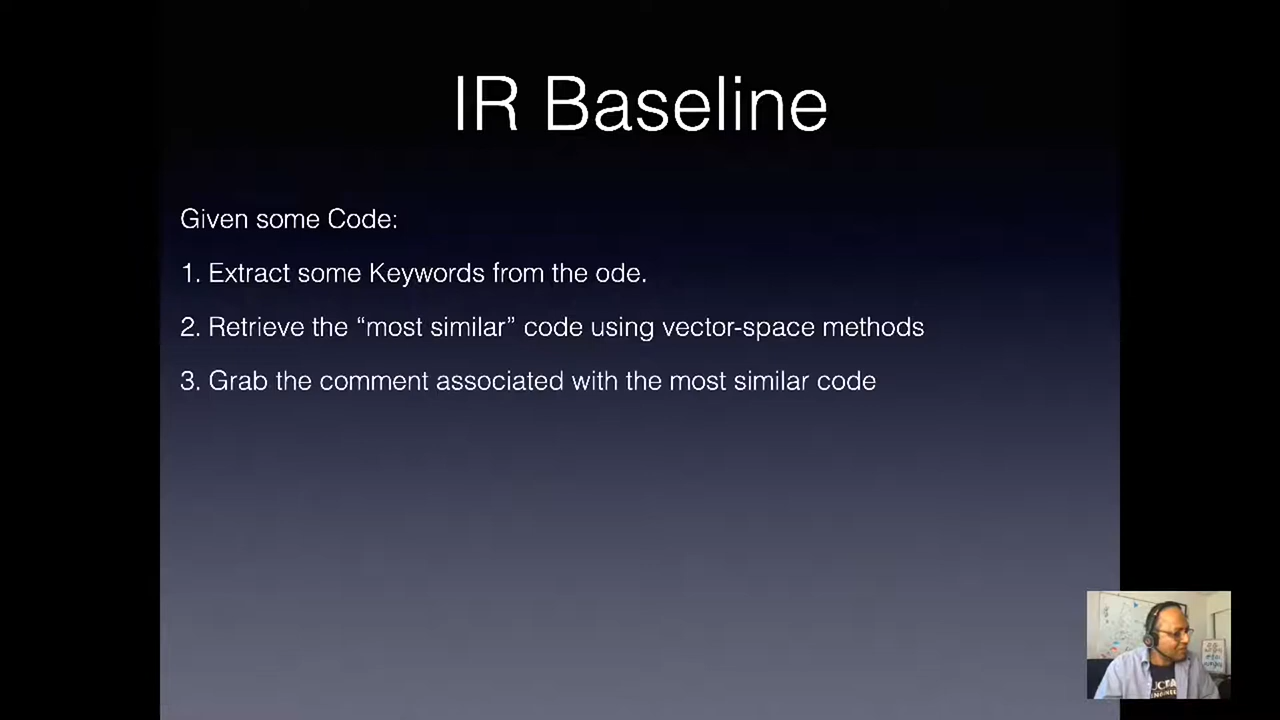 IR Baseline
Given some Code:
1. Extract some Keywords from the ode.
2. Retrieve the “most similar” code using vector-space methods
3. Grab the comment associated with the most similar code